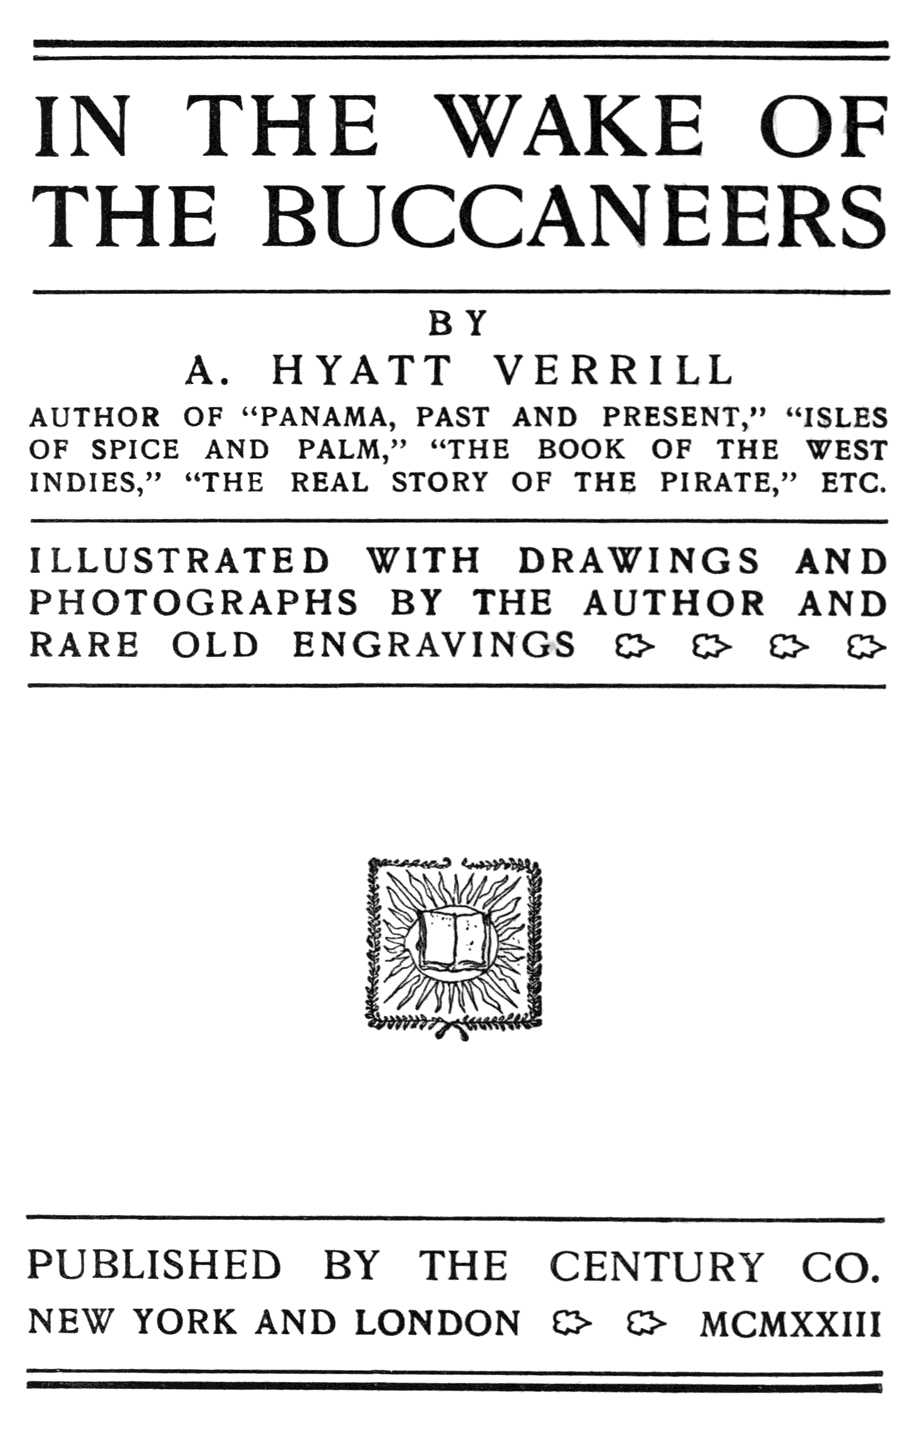 IN THE WAKE OF
THE BUCCANEERS
BY
A. HYATT VERRILL
AUTHOR OF “PANAMA, PAST AND PRESENT,” “ISLES
OF SPICE AND PALM,” “THE BOOK OF THE WEST
INDIES,” “THE REAL STORY OF THE PIRATE,” ETC.
ILLUSTRATED WITH DRAWINGS AND
PHOTOGRAPHS BY THE AUTHOR AND
RARE OLD ENGRAVINGS
PUBLISHED BY THE CENTURY CO.
NEW YORK AND LONDON MCMXXIII